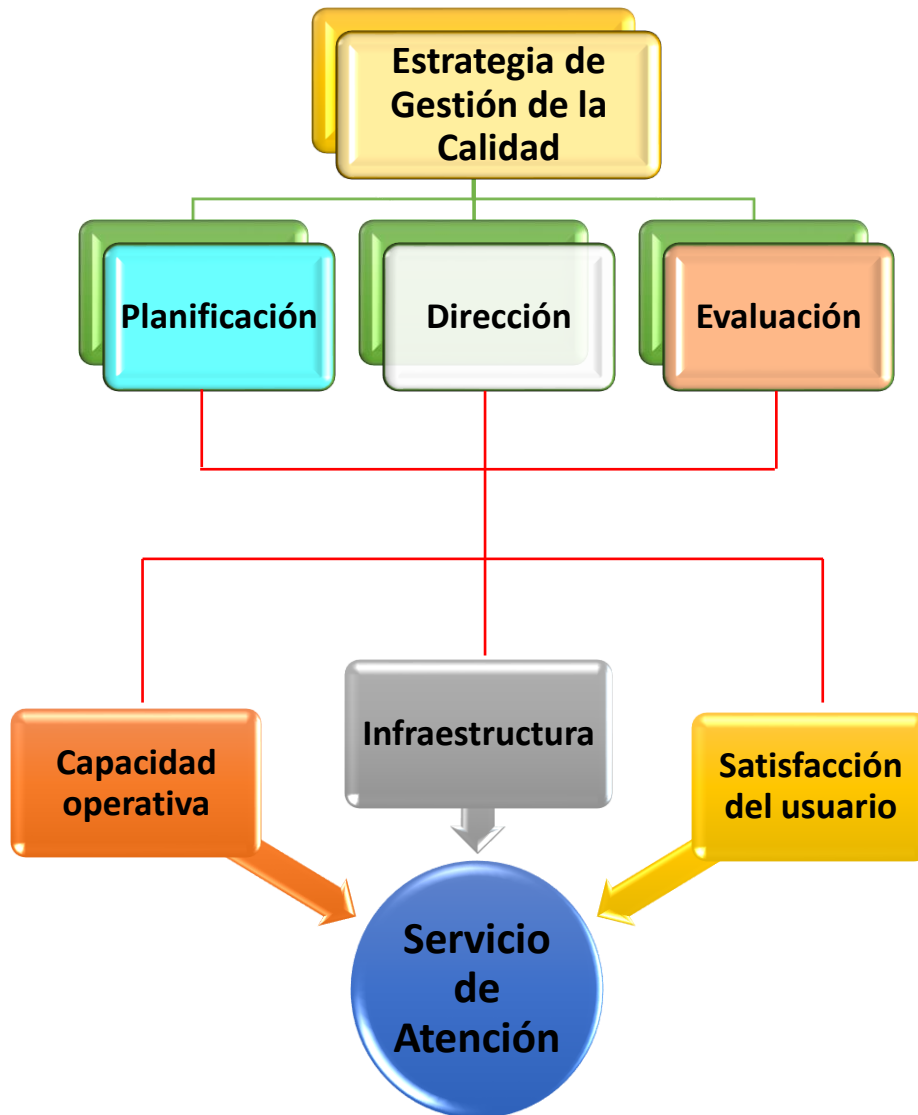 Estrategia de
Gestión de la
Calidad
Planificación
Dirección
Evaluación
Infraestructura
Capacidad
operativa
Satisfacción
del usuario
Servicio
de
Atención